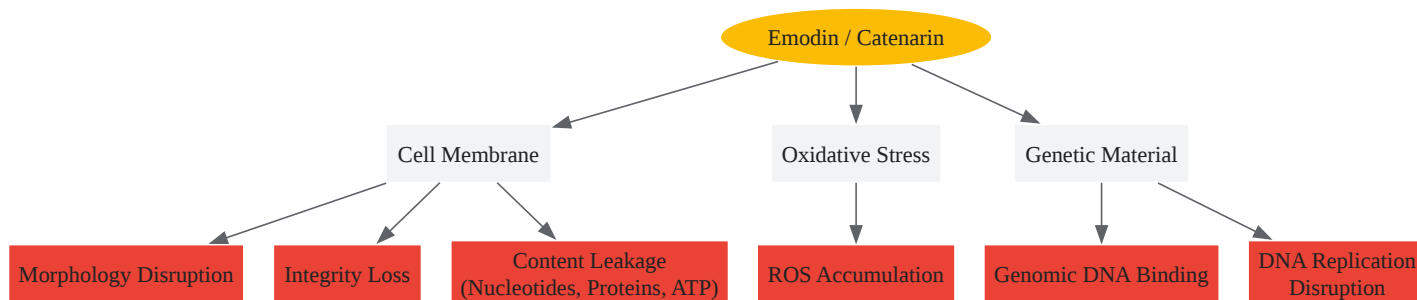 Emodin / Catenarin
Cell Membrane
Oxidative Stress
Genetic Material
Morphology Disruption
Integrity Loss
Content Leakage
(Nucleotides, Proteins, ATP)
ROS Accumulation
Genomic DNA Binding
DNA Replication
Disruption